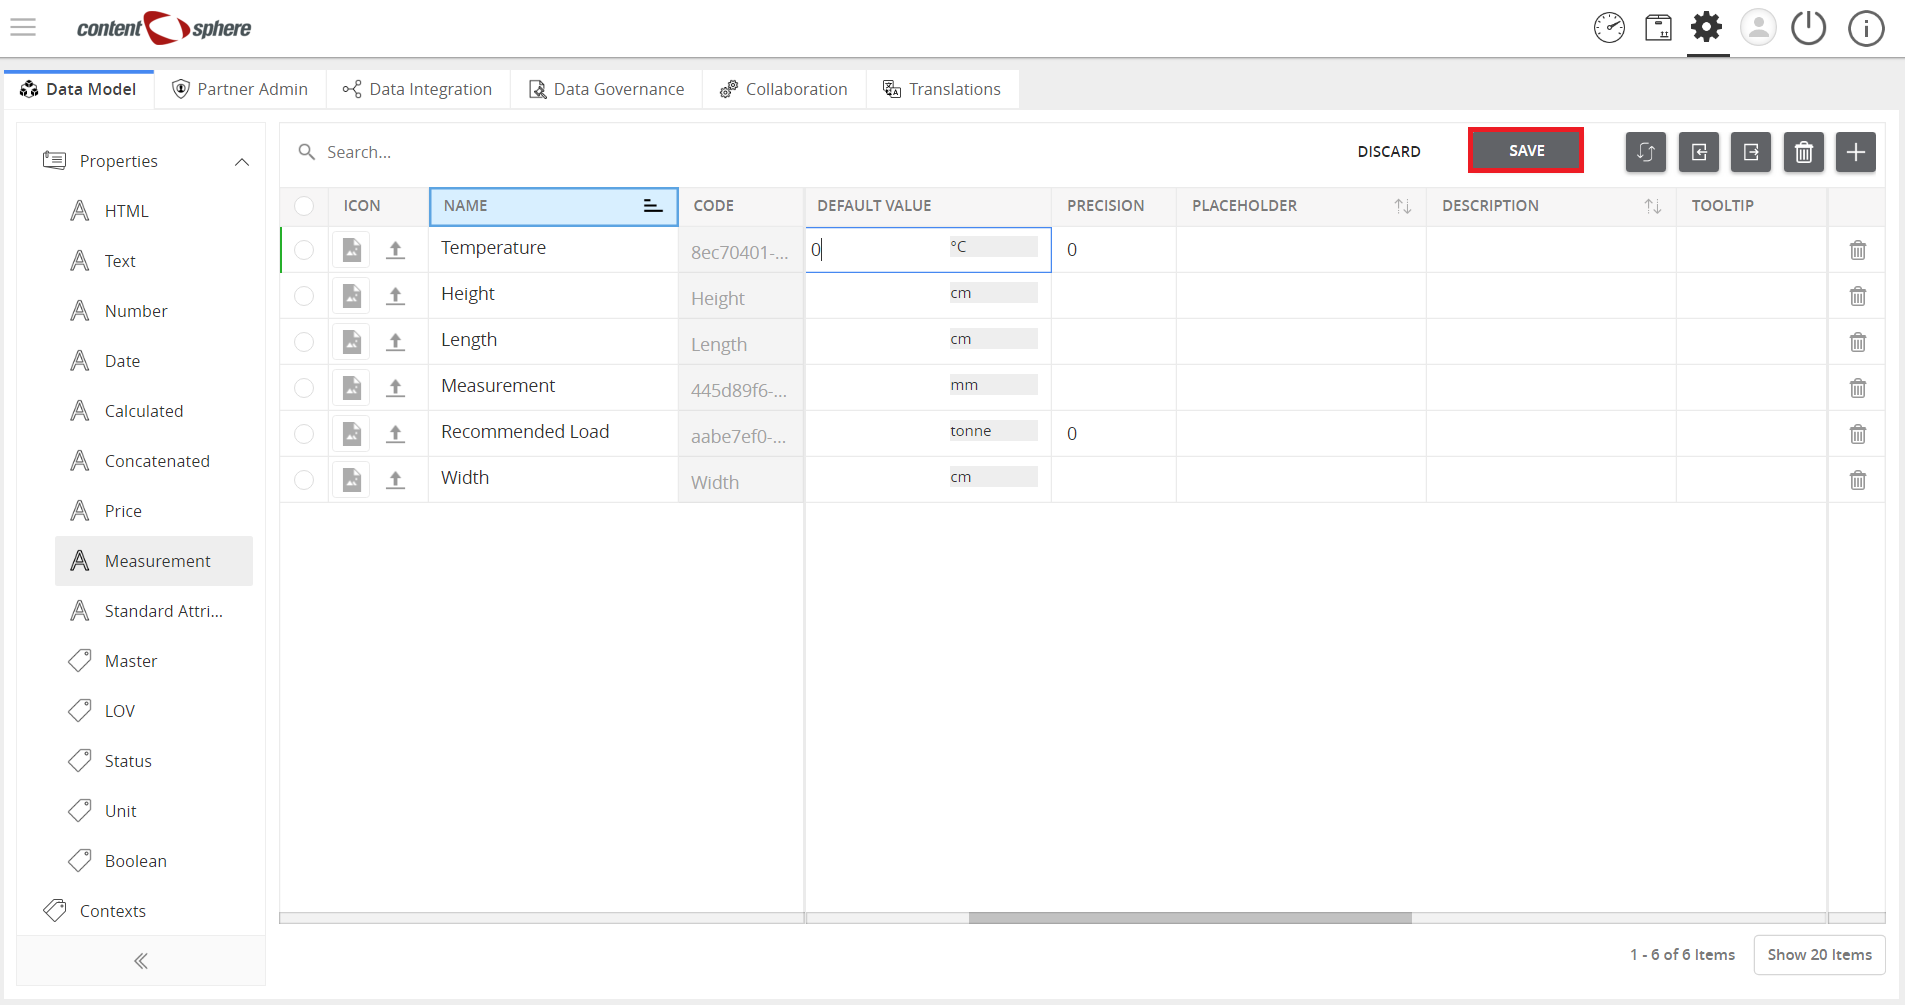 content sphere
Data Model Partner Admin Data Integration Data Governance Collaboration Translations
Properties
HTML
Text
Number
Date
Calculated
Concatenated
Price
Measurement
Standard Attri...
Master
LOV
Status
Unit
Boolean
Contexts
Search... DISCARD SAVE
ICON NAME CODE DEFAULT VALUE PRECISION PLACEHOLDER DESCRIPTION TOOLTIP
Temperature 8ec70401-... 0 °C 0
Height Height cm
Length Length cm
Measurement 445d89f6-... mm
Recommended Load aabe7ef0-... tonne 0
Width Width cm
1 - 6 of 6 Items Show 20 Items